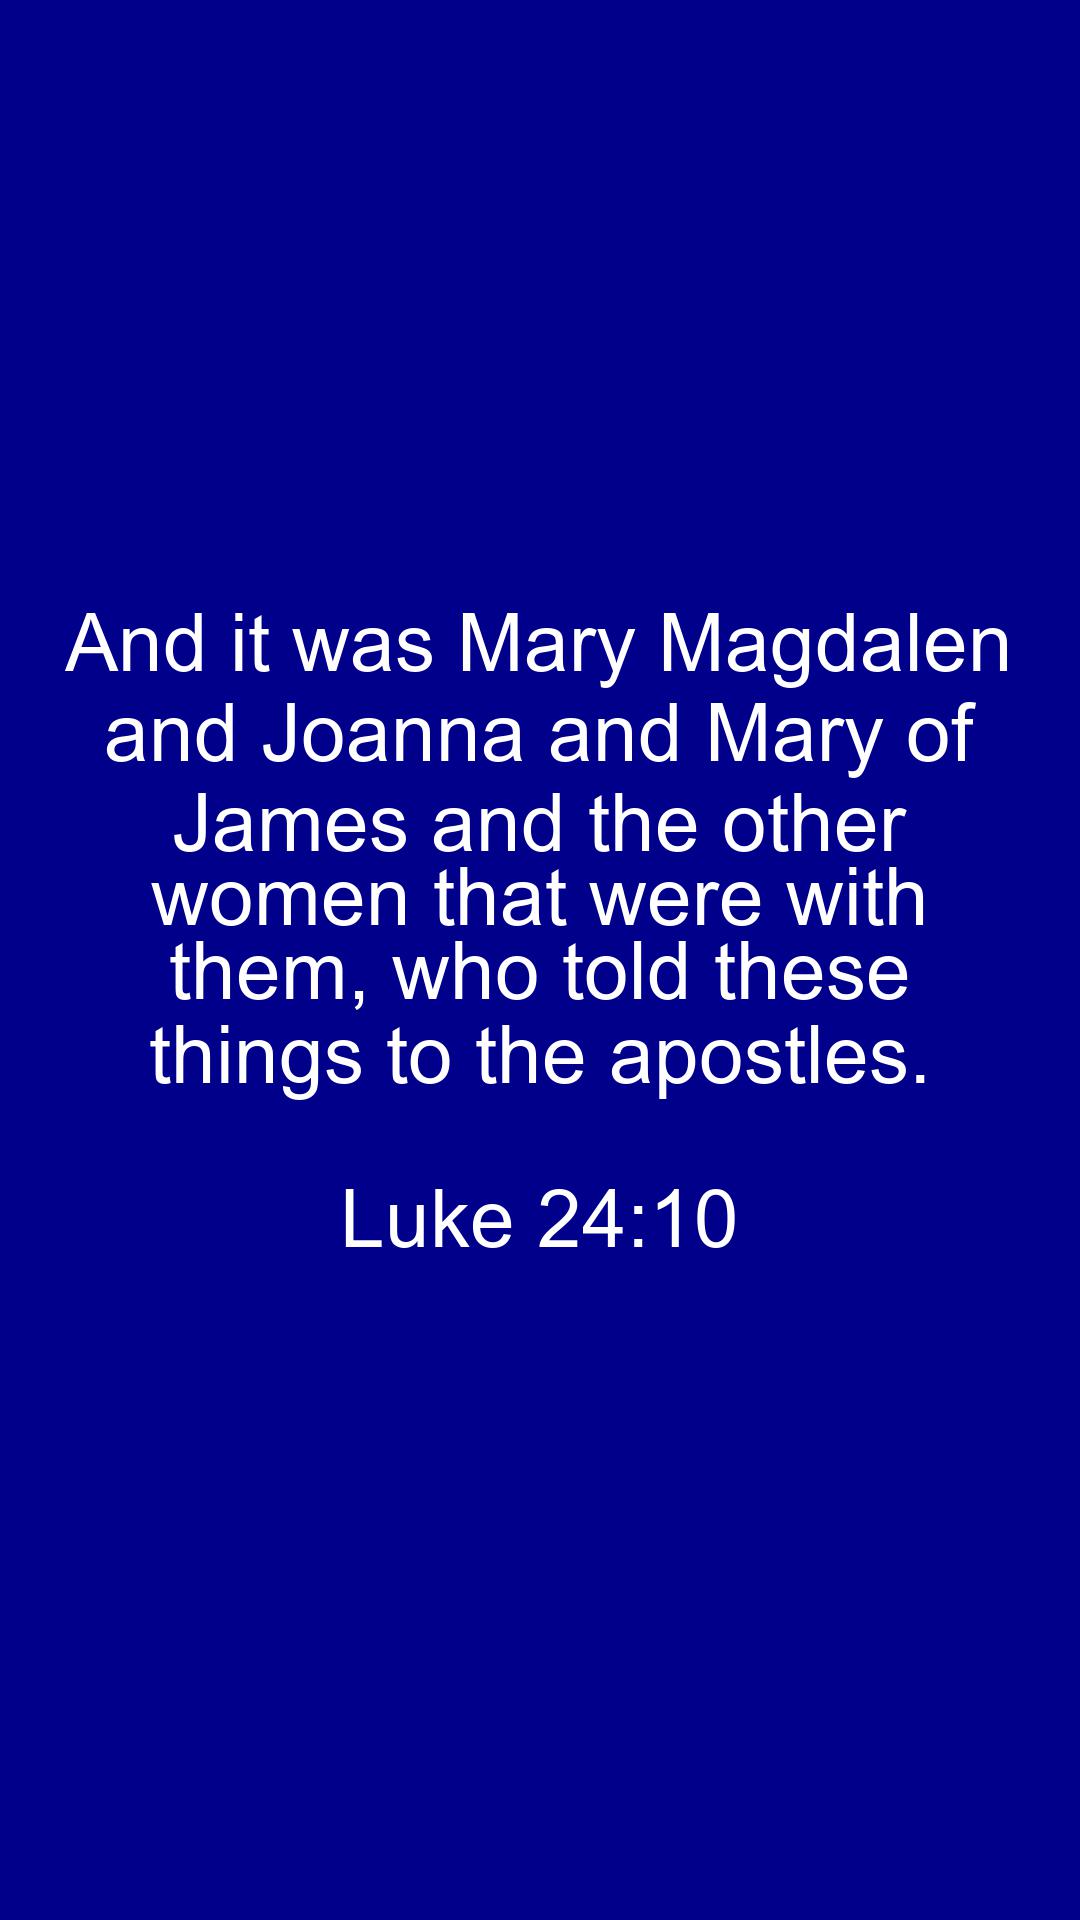 And it was Mary Magdalen
and Joanna and Mary of
James and the other
women that were with
them, who told these
things to the apostles.
Luke 24:10